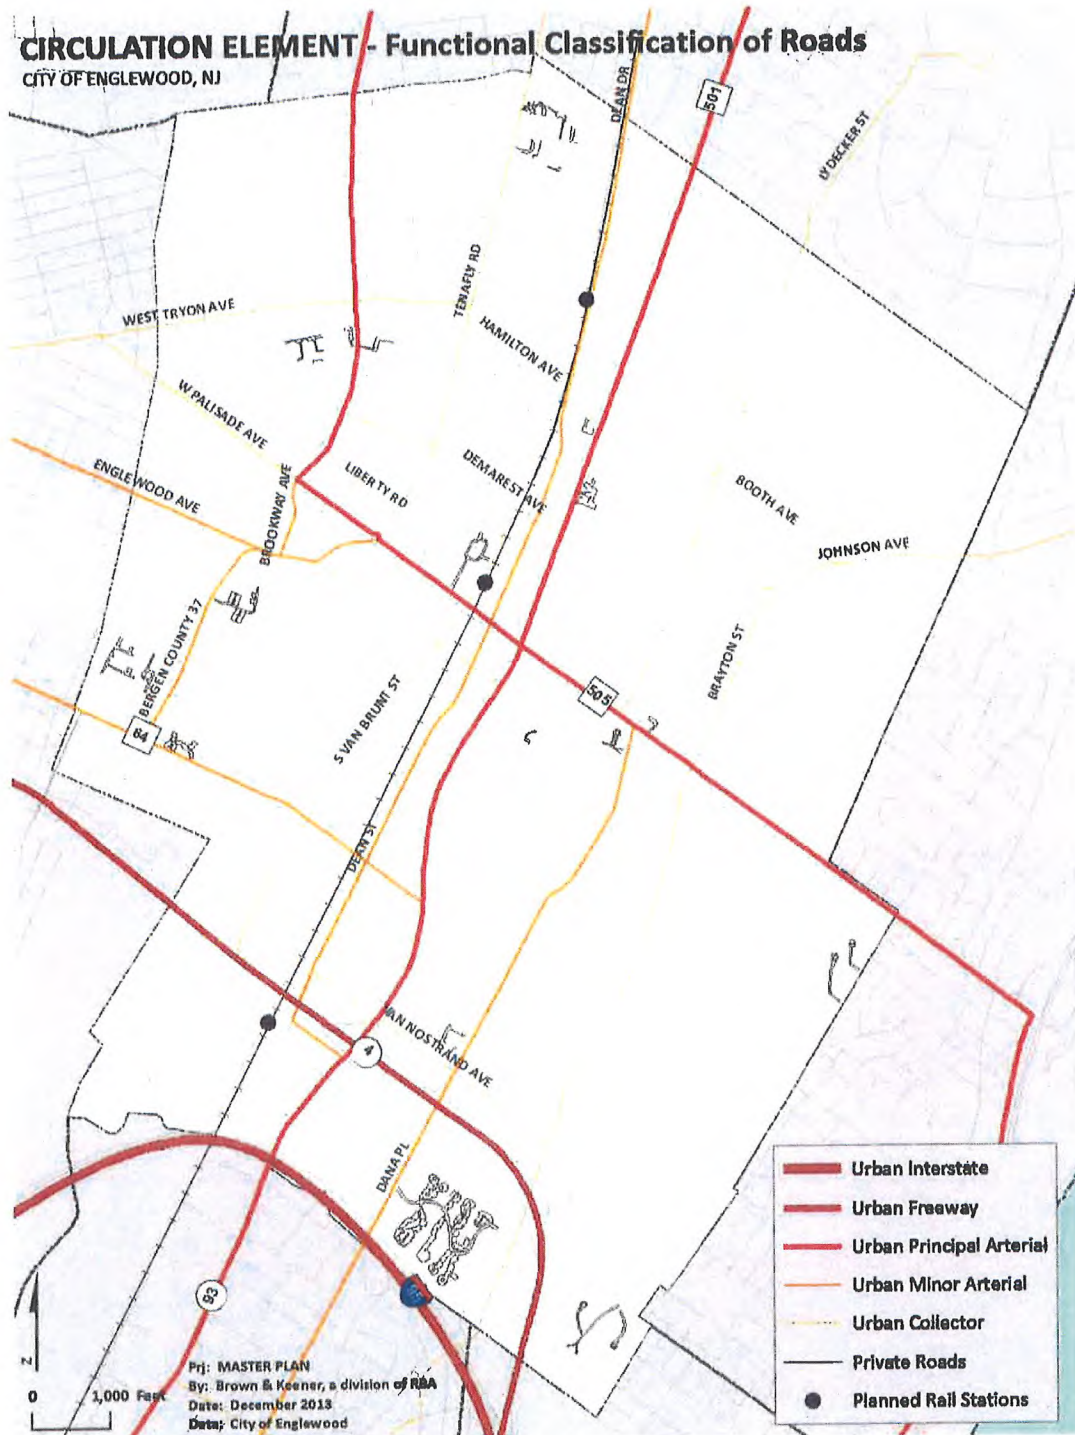 CIRCULATION ELEMENT - Functional Classification of Roads
CITY OF ENGLEWOOD, NJ
DEAN DR
501
LYDECKER ST
TENAFLY RD
WEST TRYON AVE
HAMILTON AVE
W PALISADE AVE
ENGLEWOOD AVE
BROOKWAY AVE
LIBERTY RD
DEMAREST AVE
BOOTH AVE
JOHNSON AVE
BERGEN COUNTY 37
BRAYTON ST
505
S VAN BRUNT ST
64
DEAN ST
VAN NOSTRAND AVE
4
DANA PL
93
Urban Interstate
Urban Freeway
Urban Principal Arterial
Urban Minor Arterial
Urban Collector
Private Roads
Planned Rail Stations
N
0 1,000 Feet
Prj: MASTER PLAN
By: Brown & Keener, a division of RBA
Date: December 2013
Data: City of Englewood